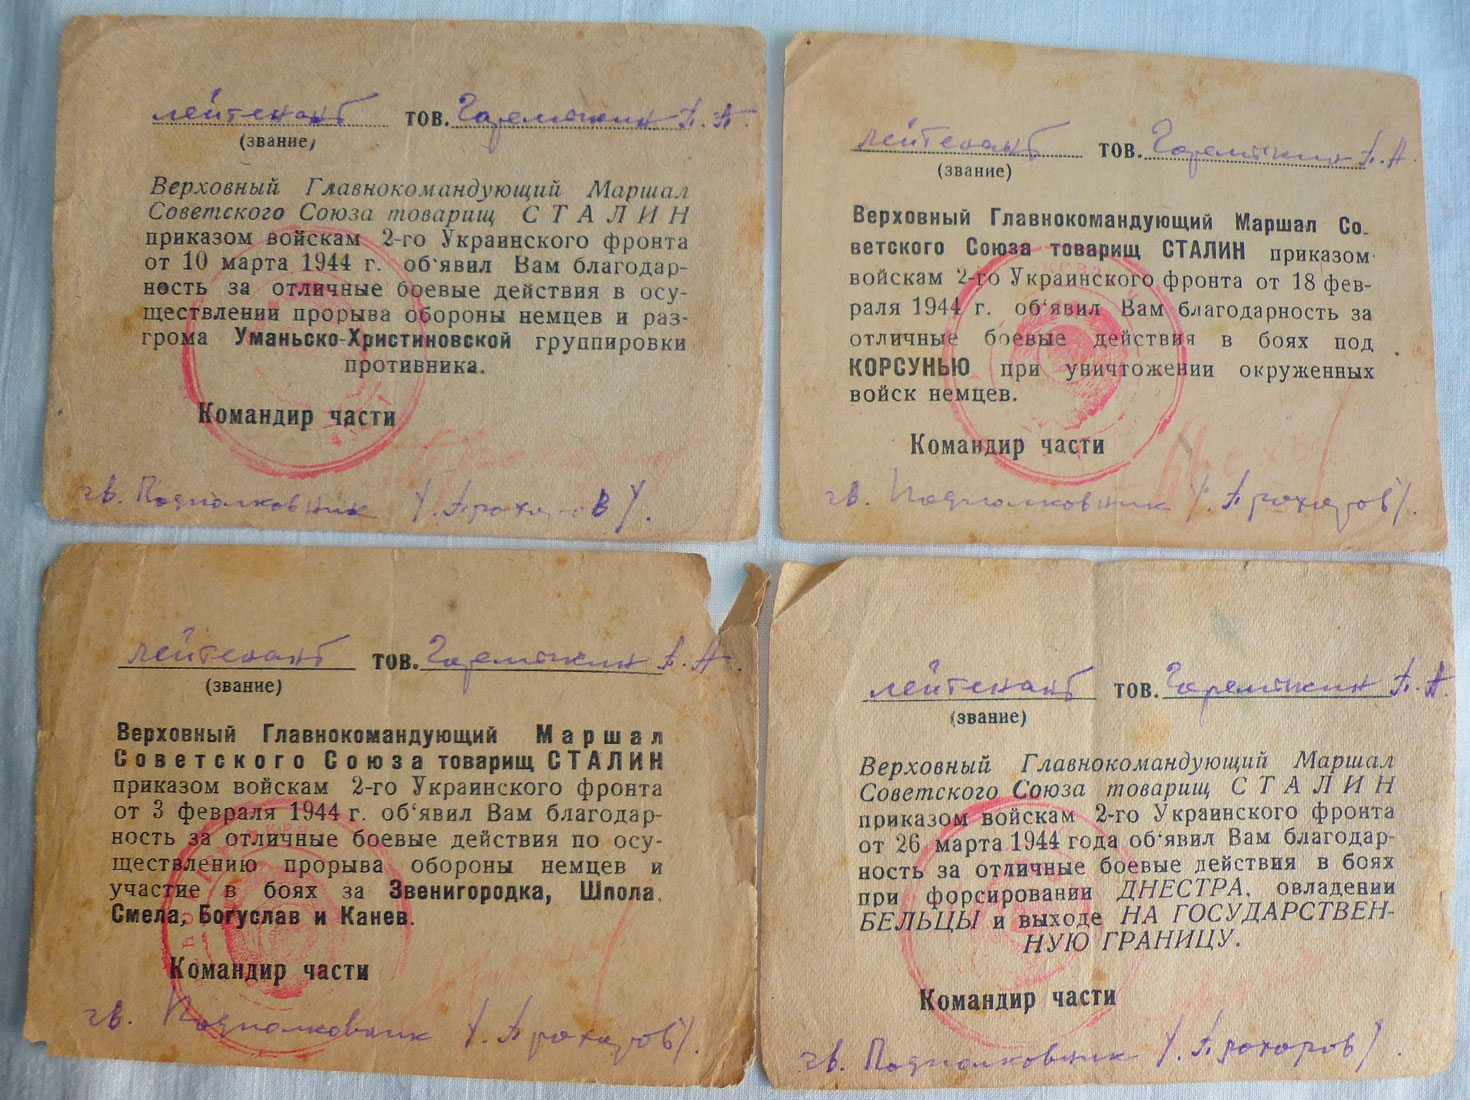 лейтенант тов. Гаремыкин П. А.
(звание)
Верховный Главнокомандующий Маршал
Советского Союза товарищ СТАЛИН
приказом войскам 2-го Украинского фронта
от 10 марта 1944 г. об‘явил Вам благодар-
ность за отличные боевые действия в осу-
ществлении прорыва обороны немцев и раз-
грома Уманьско-Христиновской группировки
противника.
Командир части
гв. Подполковник (Прохоров).
лейтенант тов. Гаремыкин П. А.
(звание)
Верховный Главнокомандующий Маршал Со-
ветского Союза товарищ СТАЛИН приказом
войскам 2-го Украинского фронта от 18 фев-
раля 1944 г. об‘явил Вам благодарность за
отличные боевые действия в боях под
КОРСУНЬЮ при уничтожении окруженных
войск немцев.
Командир части
гв. Подполковник (Прохоров).
лейтенант тов. Гаремыкин П. А.
(звание)
Верховный Главнокомандующий Маршал
Советского Союза товарищ СТАЛИН
приказом войскам 2-го Украинского фронта
от 3 февраля 1944 г. об‘явил Вам благодар-
ность за отличные боевые действия по осу-
ществлению прорыва обороны немцев и
участие в боях за Звенигородка, Шпола,
Смела, Богуслав и Канев.
Командир части
гв. Подполковник (Прохоров).
лейтенант тов. Гаремыкин П. А.
(звание)
Верховный Главнокомандующий Маршал
Советского Союза товарищ СТАЛИН
приказом войскам 2-го Украинского фронта
от 26 марта 1944 года об‘явил Вам благодар-
ность за отличные боевые действия в боях
при форсировании ДНЕСТРА, овладении
БЕЛЬЦЫ и выходе НА ГОСУДАРСТВЕН-
НУЮ ГРАНИЦУ.
Командир части
гв. Подполковник (Прохоров).